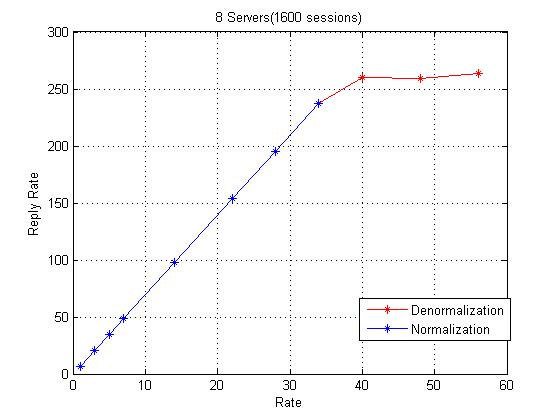 8 Servers(1600 sessions)
300
250
200
150
100
50
0
Reply Rate
Denormalization
Normalization
0 10 20 30 40 50 60
Rate